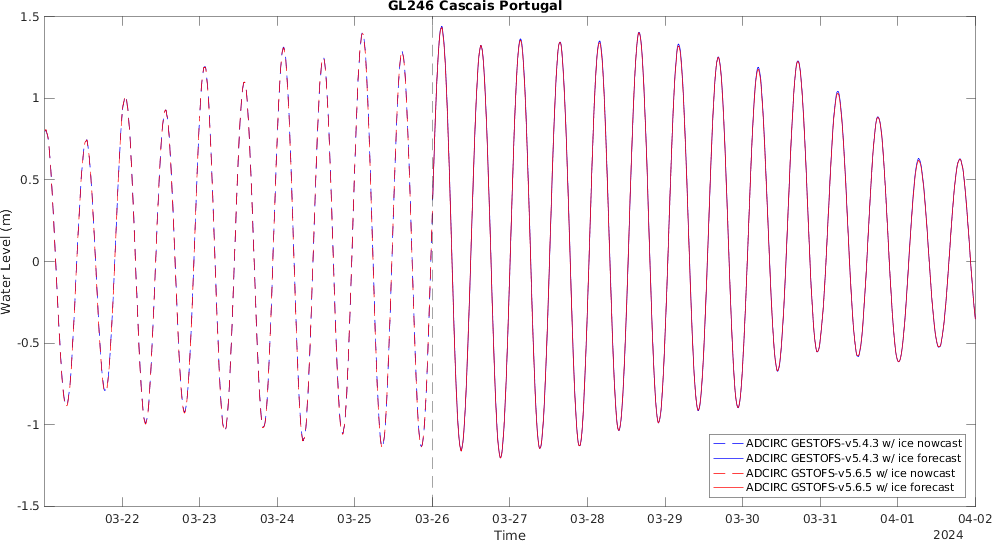 GL246 Cascais Portugal
1.5
1
0.5
0
-0.5
-1
-1.5
Water Level (m)
03-22 03-23 03-24 03-25 03-26 03-27 03-28 03-29 03-30 03-31 04-01 04-02
2024
Time
ADCIRC GESTOFS-v5.4.3 w/ ice nowcast
ADCIRC GESTOFS-v5.4.3 w/ ice forecast
ADCIRC GSTOFS-v5.6.5 w/ ice nowcast
ADCIRC GSTOFS-v5.6.5 w/ ice forecast